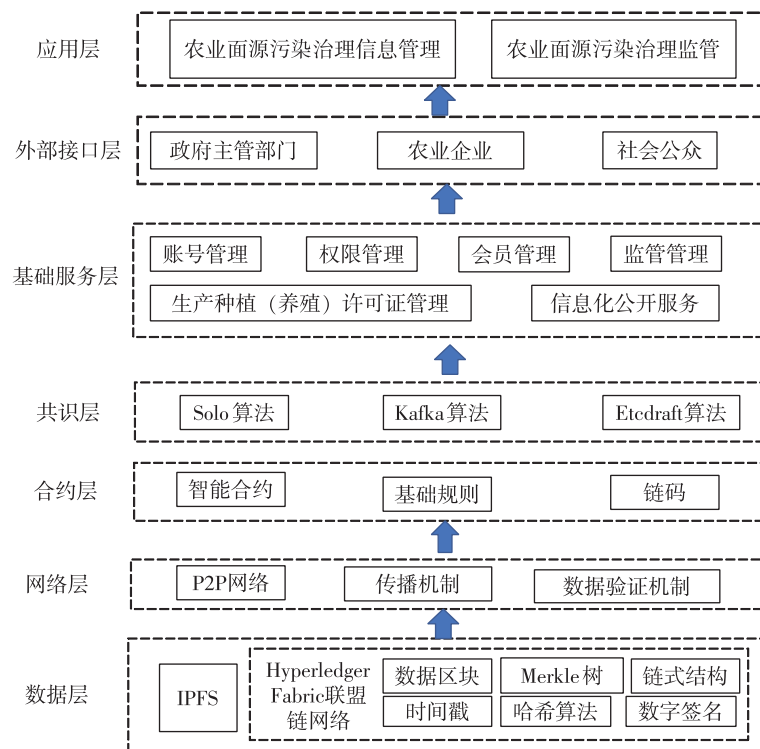 应用层
农业面源污染治理信息管理
农业面源污染治理监管
外部接口层
政府主管部门
农业企业
社会公众
基础服务层
账号管理
权限管理
会员管理
监管管理
生产种植（养殖）许可证管理
信息化公开服务
共识层
Solo算法
Kafka算法
Etcdraft算法
合约层
智能合约
基础规则
链码
网络层
P2P网络
传播机制
数据验证机制
数据层
IPFS
Hyperledger
Fabric联盟
链网络
数据区块
Merkle树
链式结构
时间戳
哈希算法
数字签名